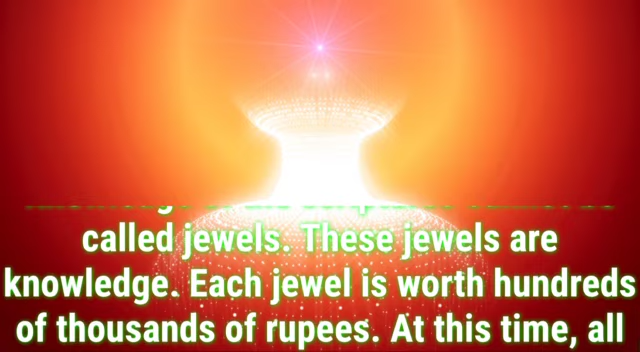 called jewels. These jewels are
knowledge. Each jewel is worth hundreds
of thousands of rupees. At this time, all